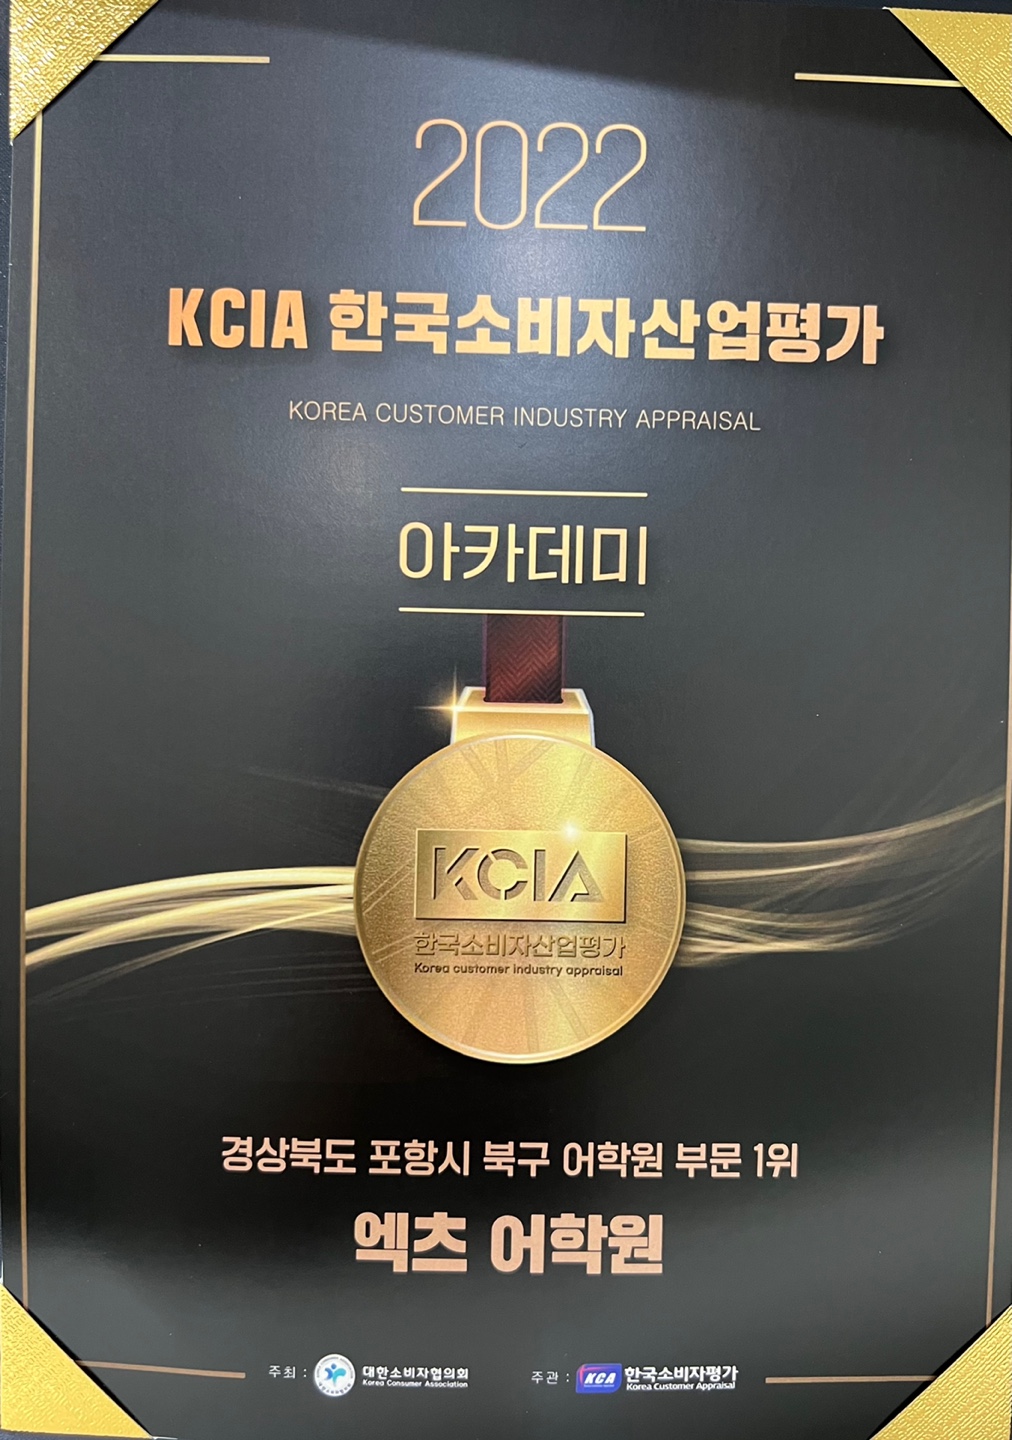 2022
KCIA 한국소비자산업평가
KOREA CUSTOMER INDUSTRY APPRAISAL
아카데미
KCIA
한국소비자산업평가
Korea customer industry appraisal
경상북도 포항시 북구 어학원 부문 1위
엑츠 어학원
주최 : 대한소비자협의회
Korea Consumer Association
주관 : KCA 한국소비자평가
Korea Customer Appraisal